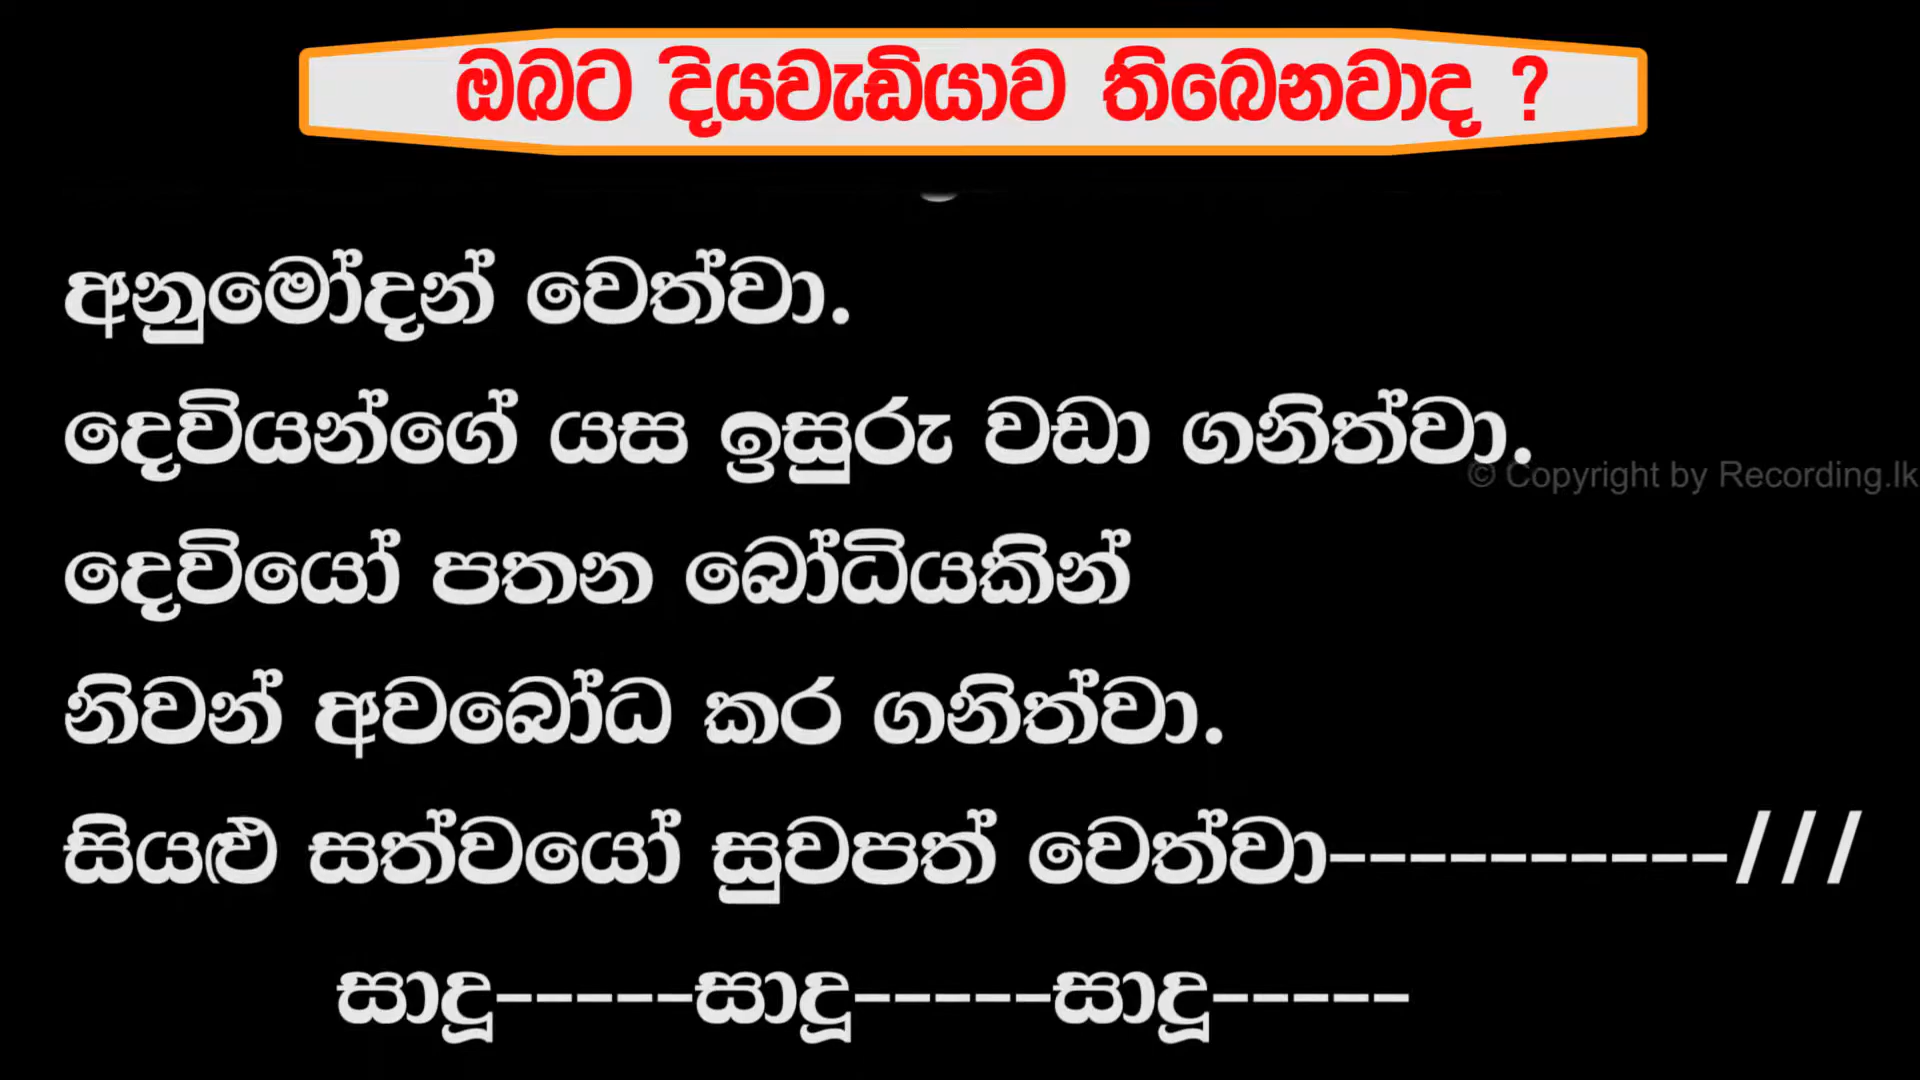 ඔබට දියවැඩියාව තිබෙනවාද ?
අනුමෝදන් වෙත්වා.
දෙවියන්ගේ යස ඉසුරු වඩා ගනිත්වා.
© Copyright by Recording.lk
දෙවියෝ පතන බෝධියකින්
නිවන් අවබෝධ කර ගනිත්වා.
සියළු සත්වයෝ සුවපත් වෙත්වා----------///
සාදූ-----සාදූ-----සාදූ-----